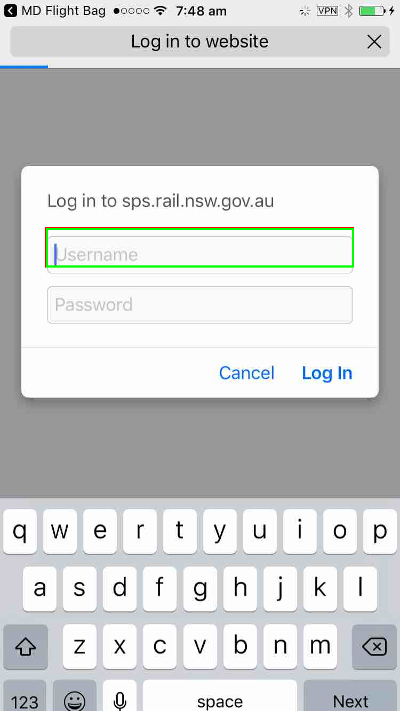 MD Flight Bag 7:48 am VPN
Log in to website
Log in to sps.rail.nsw.gov.au
Username
Password
Cancel Log In
q w e r t y u i o p
a s d f g h j k l
z x c v b n m
123 space Next